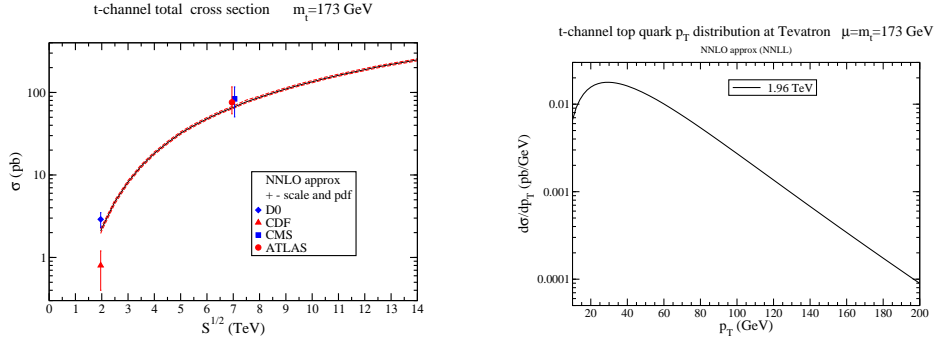 t-channel total cross section m_t=173 GeV
100
10
1
σ (pb)
NNLO approx
+ - scale and pdf
D0
CDF
CMS
ATLAS
0 1 2 3 4 5 6 7 8 9 10 11 12 13 14
S^{1/2} (TeV)
t-channel top quark p_T distribution at Tevatron μ=m_t=173 GeV
NNLO approx (NNLL)
1.96 TeV
0.01
0.001
0.0001
dσ/dp_T (pb/GeV)
20 40 60 80 100 120 140 160 180 200
p_T (GeV)